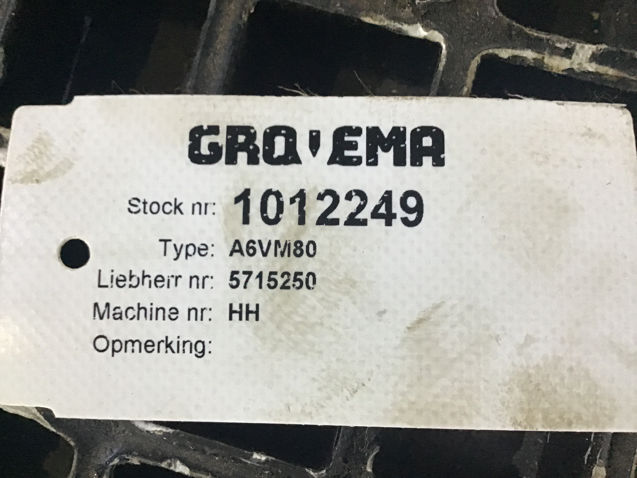 GRO EMA
Stock nr: 1012249
Type: A6VM80
Liebherr nr: 5715250
Machine nr: HH
Opmerking: